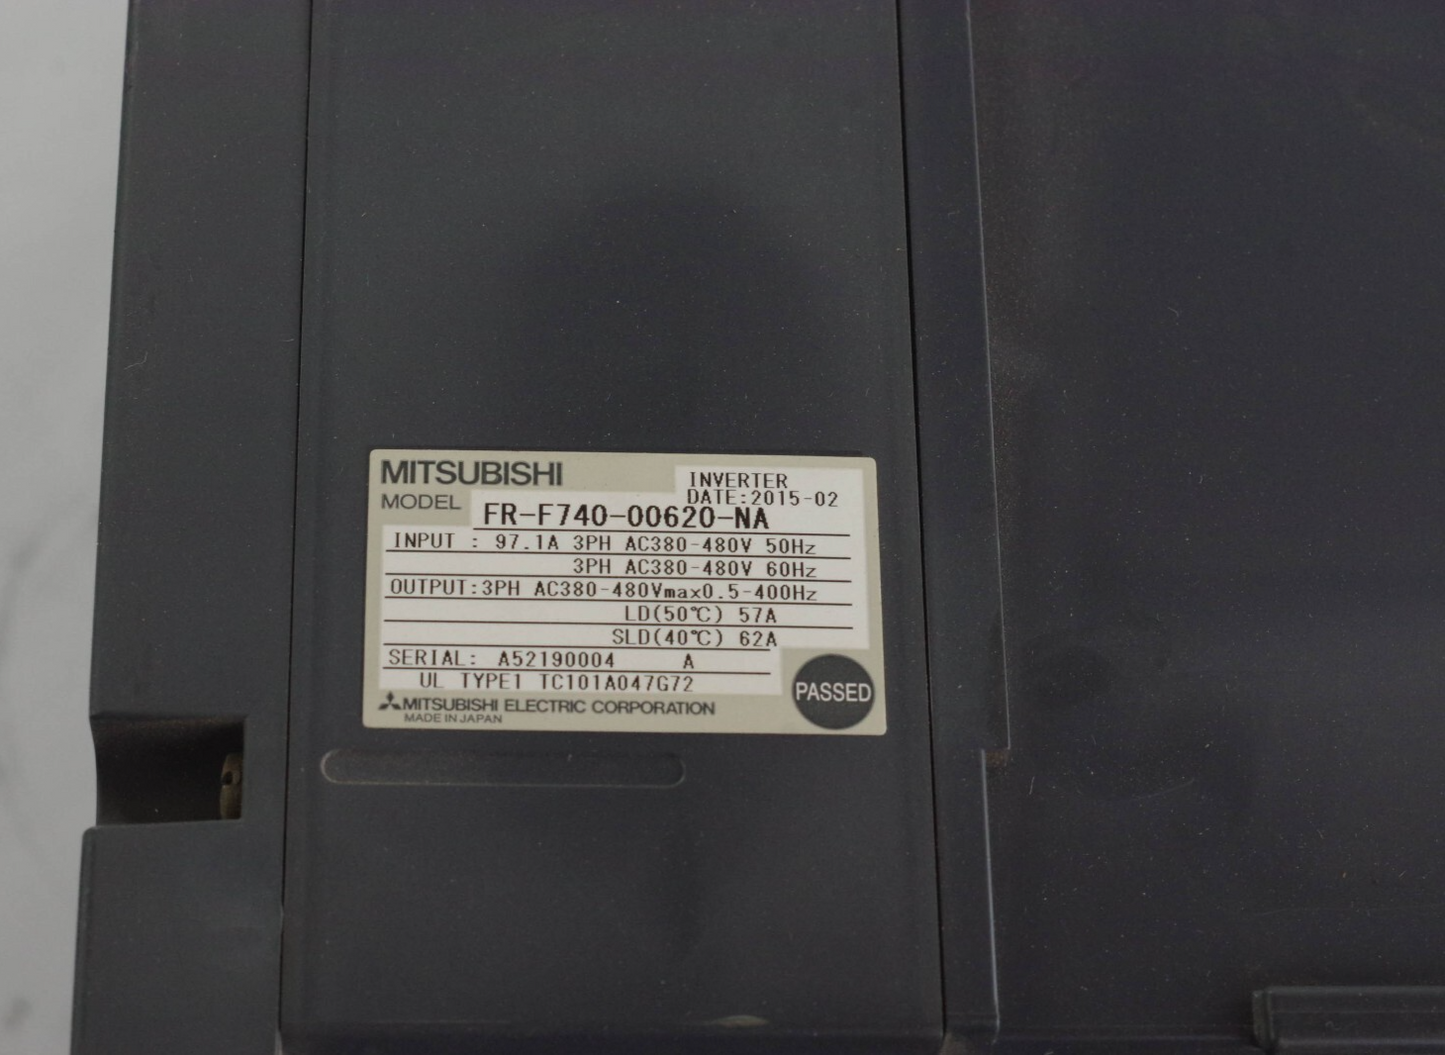 MITSUBISHI
INVERTER
DATE:2015-02
MODEL FR-F740-00620-NA
INPUT : 97.1A 3PH AC380-480V 50Hz
3PH AC380-480V 60Hz
OUTPUT:3PH AC380-480Vmax0.5-400Hz
LD(50℃) 57A
SLD(40℃) 62A
SERIAL: A52190004 A
UL TYPE1 TC101A047G72
PASSED
MITSUBISHI ELECTRIC CORPORATION
MADE IN JAPAN